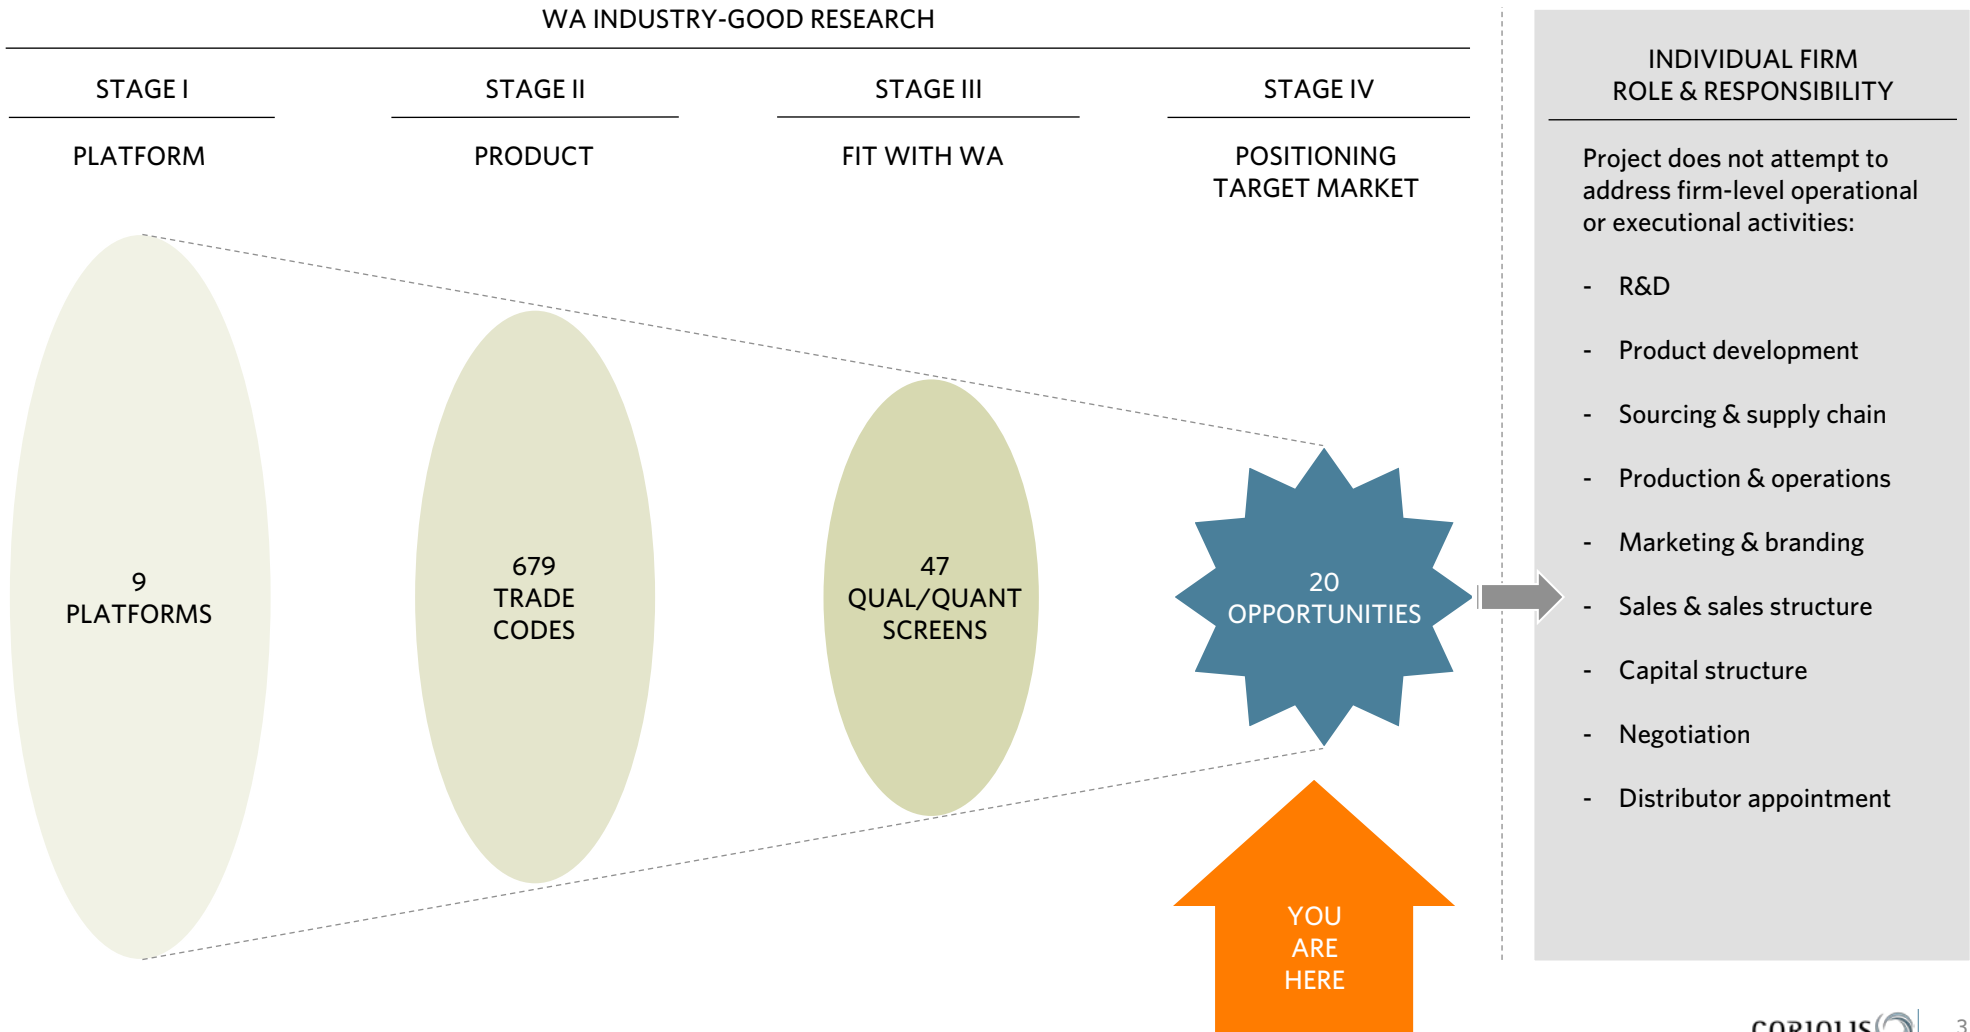 WA INDUSTRY-GOOD RESEARCH
STAGE I
PLATFORM
9
PLATFORMS
STAGE II
PRODUCT
679
TRADE
CODES
STAGE III
FIT WITH WA
47
QUAL/QUANT
SCREENS
STAGE IV
POSITIONING
TARGET MARKET
20
OPPORTUNITIES
YOU
ARE
HERE
INDIVIDUAL FIRM
ROLE & RESPONSIBILITY
Project does not attempt to
address firm-level operational
or executional activities:
- R&D
- Product development
- Sourcing & supply chain
- Production & operations
- Marketing & branding
- Sales & sales structure
- Capital structure
- Negotiation
- Distributor appointment
CORIOLIS
3